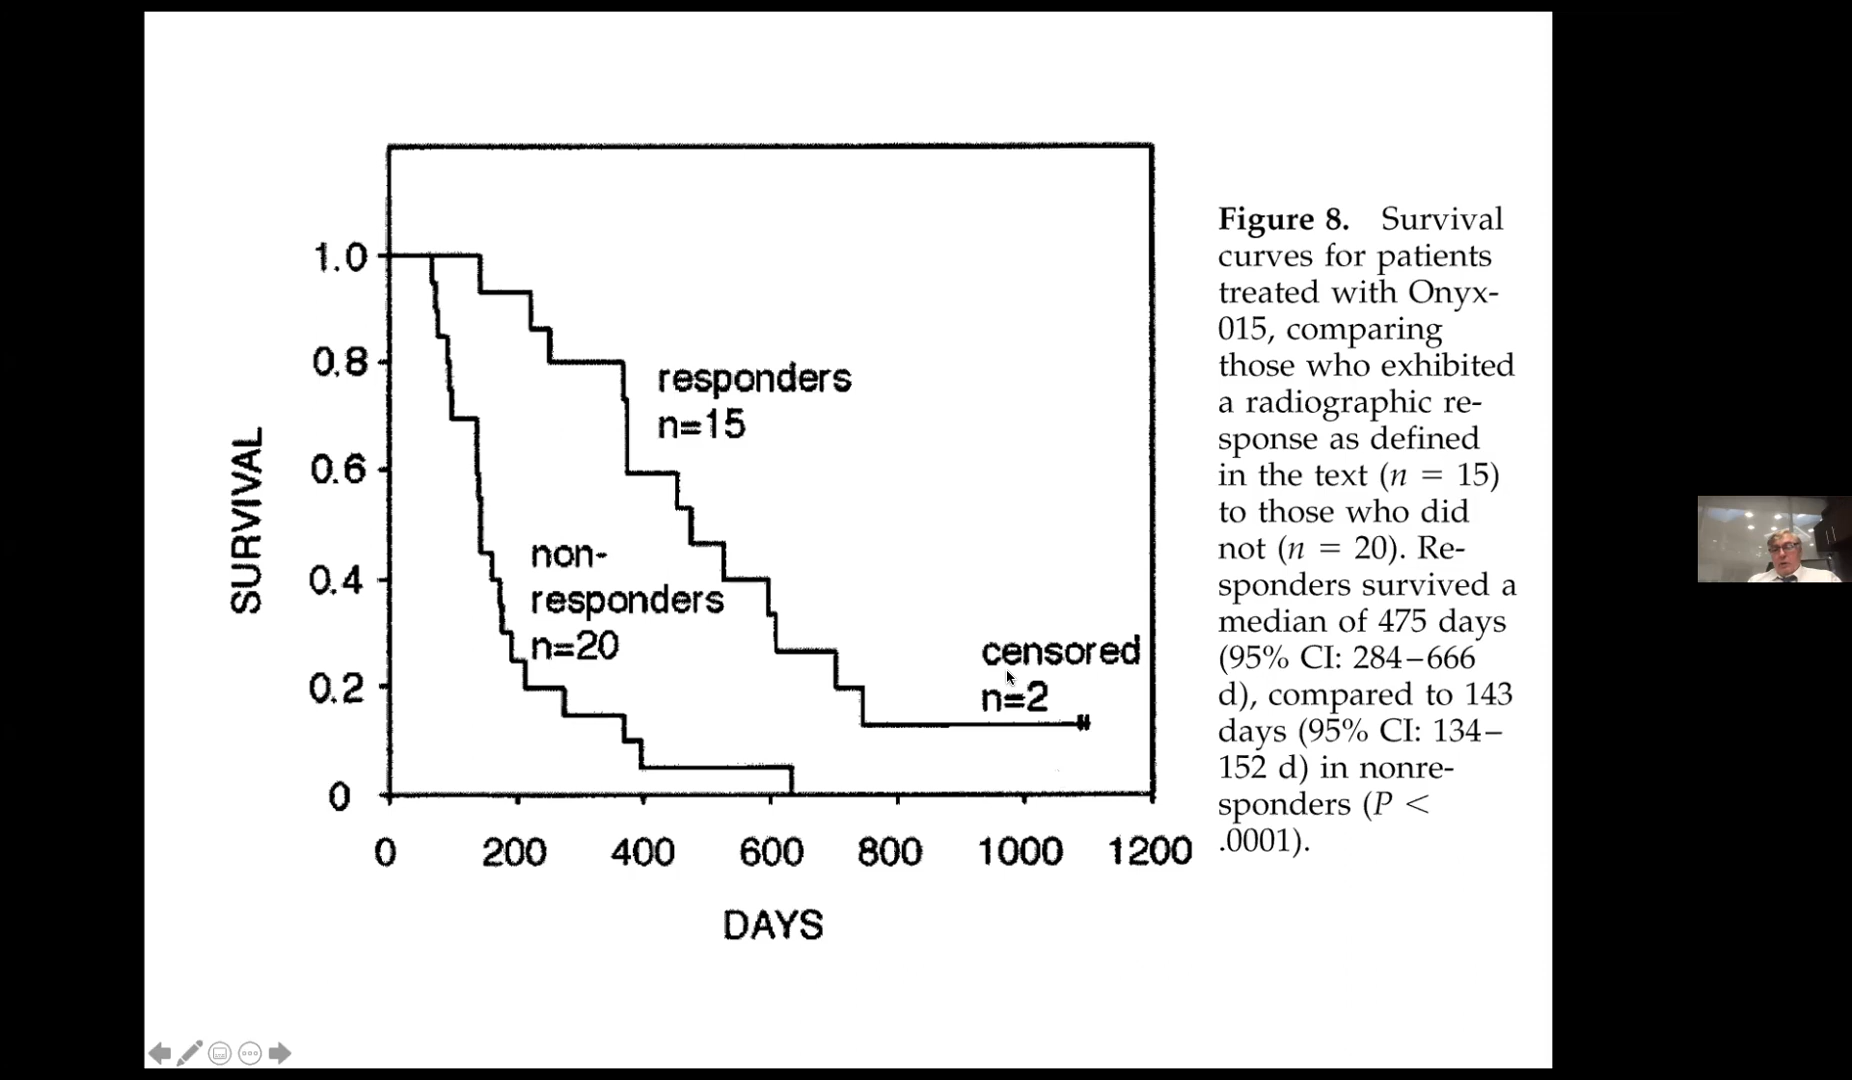 1.0
0.8
0.6
0.4
0.2
0
SURVIVAL
responders
n=15
non-
responders
n=20
censored
n=2
0 200 400 600 800 1000 1200
DAYS
Figure 8. Survival
curves for patients
treated with Onyx-
015, comparing
those who exhibited
a radiographic re-
sponse as defined
in the text (n = 15)
to those who did
not (n = 20). Re-
sponders survived a
median of 475 days
(95% CI: 284–666
d), compared to 143
days (95% CI: 134–
152 d) in nonre-
sponders (P <
.0001).